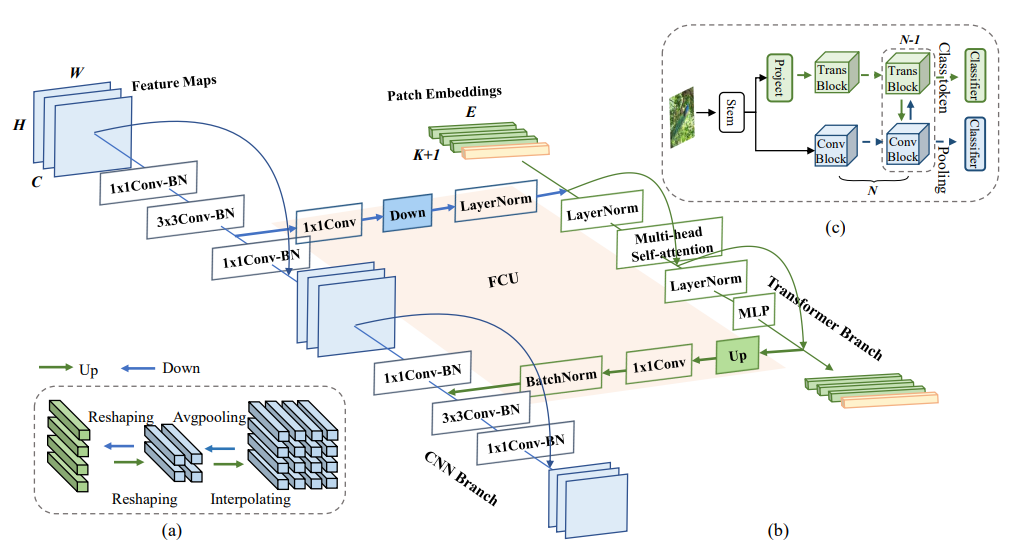 W
Feature Maps
H
C
1x1Conv-BN
3x3Conv-BN
1x1Conv-BN
Patch Embeddings
E
K+1
1x1Conv
Down
LayerNorm
FCU
LayerNorm
Multi-head
Self-attention
LayerNorm
MLP
Transformer Branch
Up
1x1Conv
BatchNorm
1x1Conv-BN
3x3Conv-BN
1x1Conv-BN
CNN Branch
(b)
Up
Down
Reshaping
Avgpooling
Reshaping
Interpolating
(a)
Stem
Project
Trans
Block
N-1
Trans
Block
Class token
Classifier
Conv
Block
Conv
Block
Pooling
Classifier
N
(c)